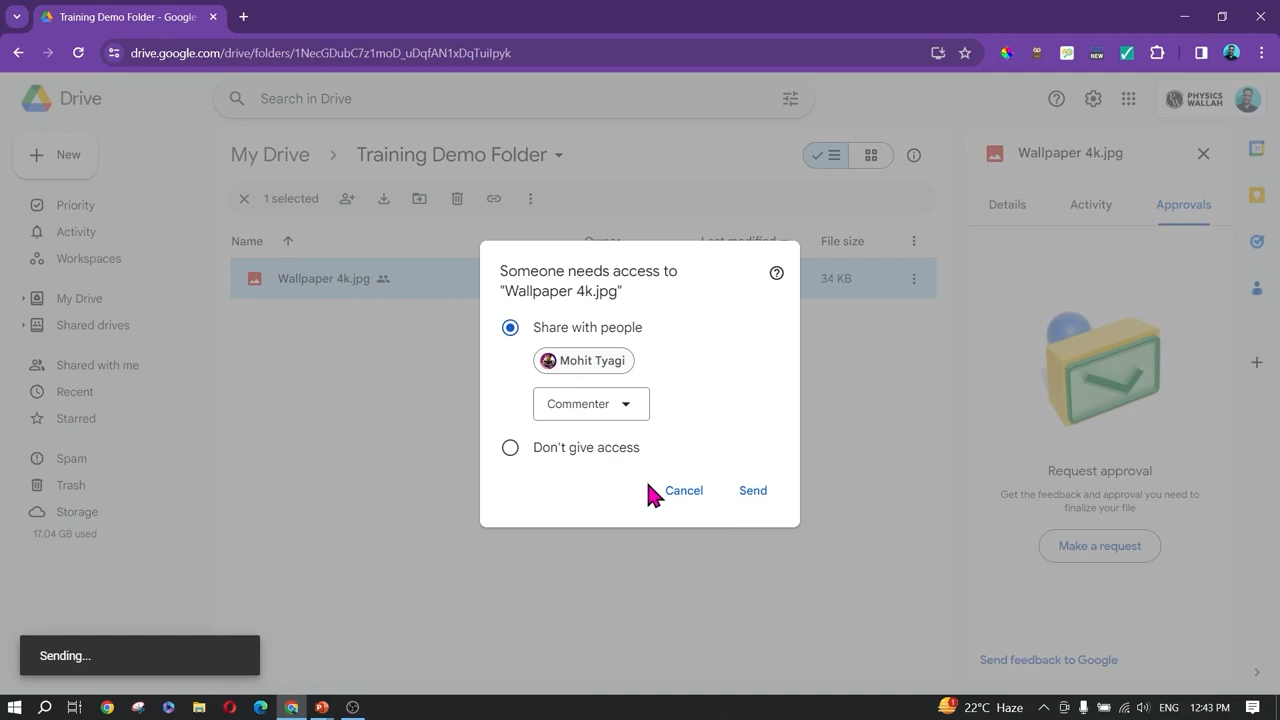 Training Demo Folder - Google
drive.google.com/drive/folders/1NecGDubC7z1moD_uDqfAN1xDqTuilpyk
NEW
Drive
Search in Drive
PHYSICS
WALLAH
New
My Drive
Training Demo Folder
Wallpaper 4k.jpg
1 selected
Details
Activity
Approvals
Priority
Activity
Workspaces
My Drive
Shared drives
Shared with me
Recent
Starred
Spam
Trash
Storage
17.04 GB used
Name
Owner
Last modified
File size
Wallpaper 4k.jpg
34 KB
Someone needs access to
"Wallpaper 4k.jpg"
Share with people
Mohit Tyagi
Commenter
Don't give access
Cancel
Send
Request approval
Get the feedback and approval you need to
finalize your file
Make a request
Send feedback to Google
Sending...
1
22°C Haze
ENG
12:43 PM